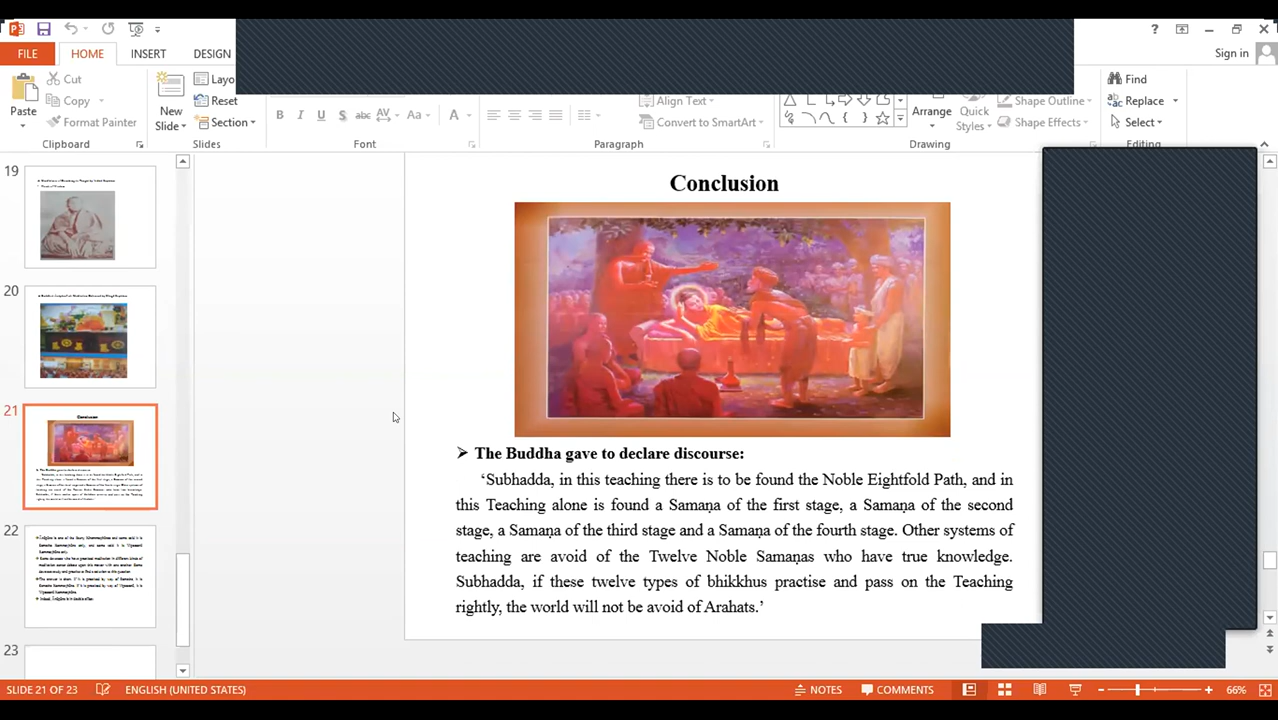 Sign in
FILE HOME INSERT DESIGN
Cut
Copy
Format Painter
Paste
Clipboard
New
Slide
Layo
Reset
Section
Slides
B I U S abc AV Aa A
Font
Align Text
Convert to SmartArt
Paragraph
Arrange
Quick
Styles
Shape Outline
Shape Effects
Drawing
Find
Replace
Select
Editing
19
20
21
22
23
Conclusion
The Buddha gave to declare discourse:
‘Subhadda, in this teaching there is to be found the Noble Eightfold Path, and in
this Teaching alone is found a Samaṇa of the first stage, a Samaṇa of the second
stage, a Samaṇa of the third stage and a Samaṇa of the fourth stage. Other systems of
teaching are avoid of the Twelve Noble Samaṇas who have true knowledge.
Subhadda, if these twelve types of bhikkhus practise and pass on the Teaching
rightly, the world will not be avoid of Arahats.’
SLIDE 21 OF 23 ENGLISH (UNITED STATES) NOTES COMMENTS 66%